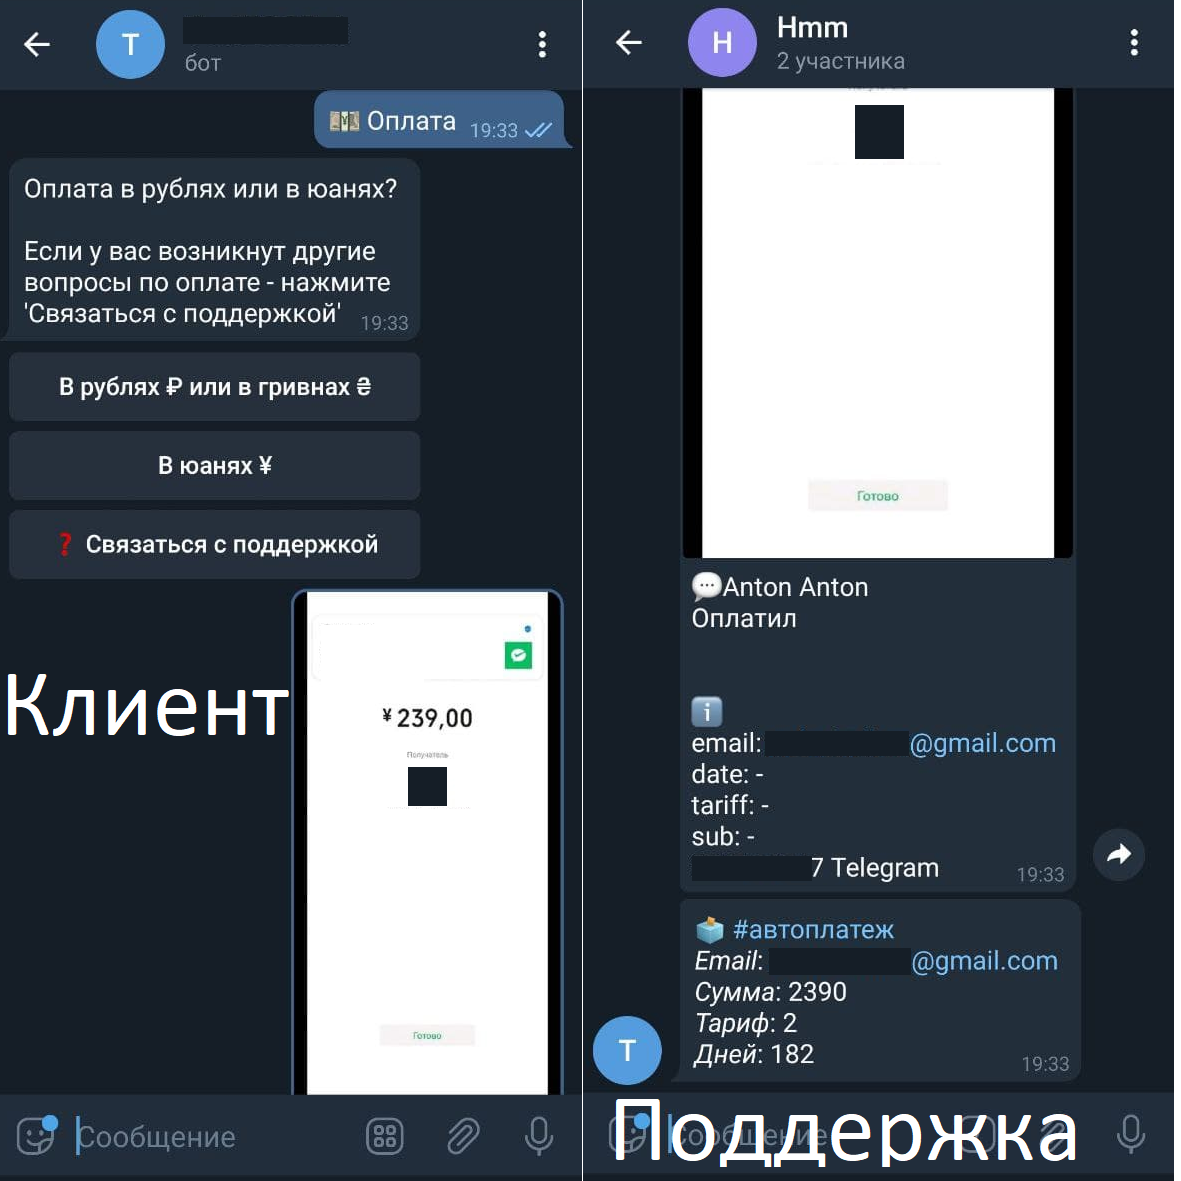 T
бот
Оплата
19:33
Оплата в рублях или в юанях?
Если у вас возникнут другие
вопросы по оплате - нажмите
'Связаться с поддержкой'
19:33
В рублях ₽ или в гривнах ₴
В юанях ¥
❓ Связаться с поддержкой
Клиент
¥ 239,00
Получатель
Готово
Сообщение
H
Hmm
2 участника
Готово
Anton Anton
Оплатил
email: @gmail.com
date: -
tariff: -
sub: -
7 Telegram
19:33
#автоплатеж
Email: @gmail.com
Сумма: 2390
Тариф: 2
Дней: 182
19:33
T
Сообщение
Поддержка